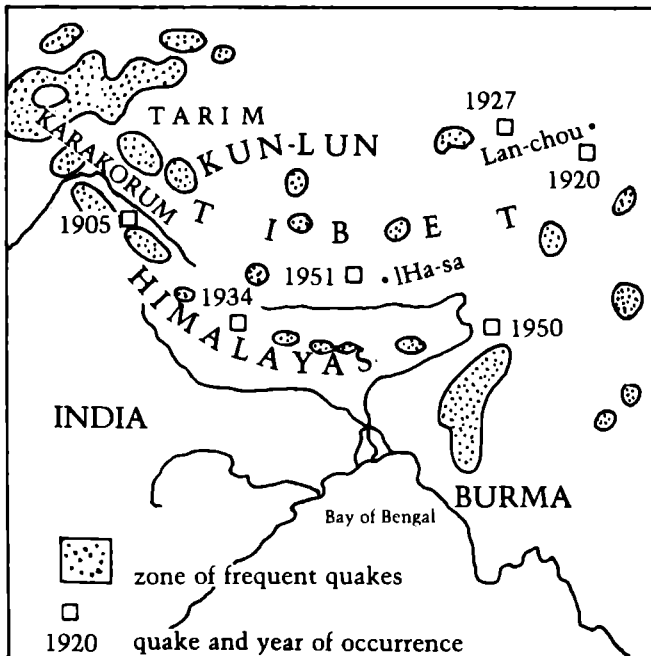 TARIM
1927
KARAKORUM
KUN-LUN
Lan-chou
1920
1905
TIBET
1951
lHa-sa
HIMALAYAS
1934
1950
INDIA
BURMA
Bay of Bengal
zone of frequent quakes
1920 quake and year of occurrence